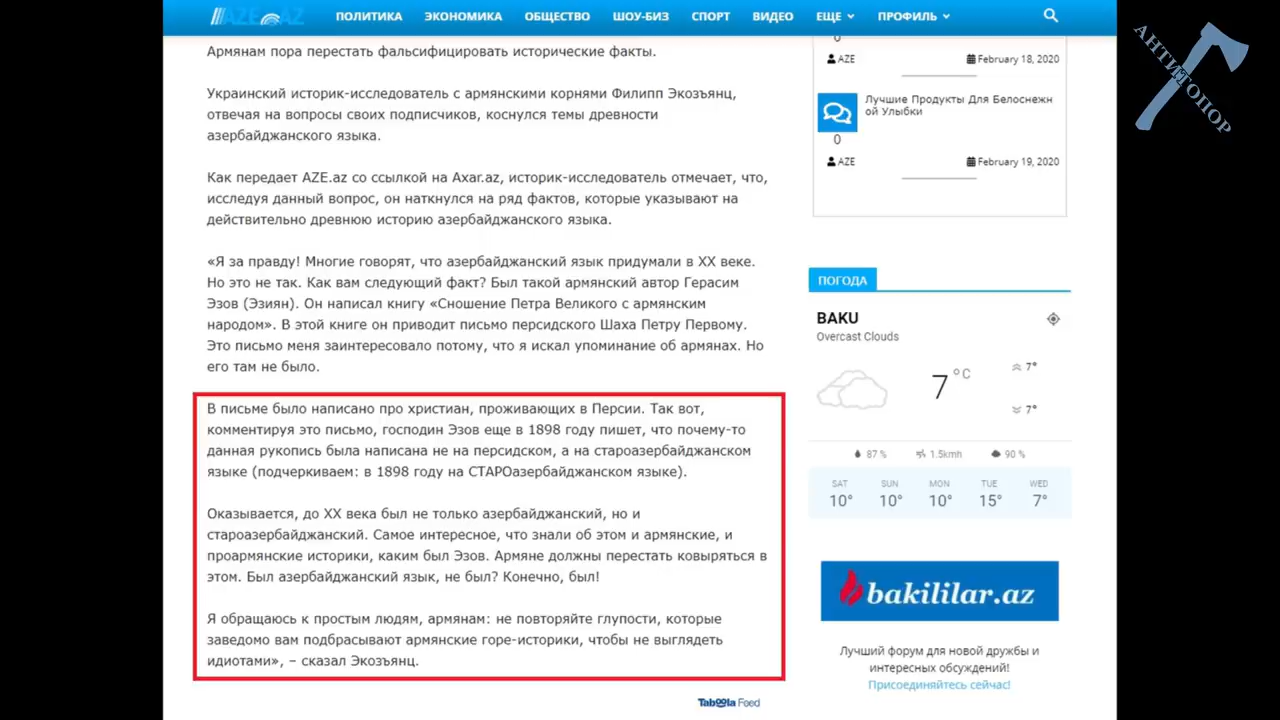 AZE.AZ
ПОЛИТИКА ЭКОНОМИКА ОБЩЕСТВО ШОУ-БИЗ СПОРТ ВИДЕО ЕЩЕ ПРОФИЛЬ
Армянам пора перестать фальсифицировать исторические факты.
Украинский историк-исследователь с армянскими корнями Филипп Экозъянц,
отвечая на вопросы своих подписчиков, коснулся темы древности
азербайджанского языка.
Как передает AZE.az со ссылкой на Axar.az, историк-исследователь отмечает, что,
исследуя данный вопрос, он наткнулся на ряд фактов, которые указывают на
действительно древнюю историю азербайджанского языка.
«Я за правду! Многие говорят, что азербайджанский язык придумали в XX веке.
Но это не так. Как вам следующий факт? Был такой армянский автор Герасим
Эзов (Эзиян). Он написал книгу «Сношение Петра Великого с армянским
народом». В этой книге он приводит письмо персидского Шаха Петру Первому.
Это письмо меня заинтересовало потому, что я искал упоминание об армянах. Но
его там не было.
В письме было написано про христиан, проживающих в Персии. Так вот,
комментируя это письмо, господин Эзов еще в 1898 году пишет, что почему-то
данная рукопись была написана не на персидском, а на староазербайджанском
языке (подчеркиваем: в 1898 году на СТАРОазербайджанском языке).
Оказывается, до XX века был не только азербайджанский, но и
староазербайджанский. Самое интересное, что знали об этом и армянские, и
проармянские историки, каким был Эзов. Армяне должны перестать ковыряться в
этом. Был азербайджанский язык, не был? Конечно, был!
Я обращаюсь к простым людям, армянам: не повторяйте глупости, которые
заведомо вам подбрасывают армянские горе-историки, чтобы не выглядеть
идиотами», – сказал Экозъянц.
Taboola Feed
0
AZE February 18, 2020
Лучшие Продукты Для Белоснежн
ой Улыбки
0
AZE February 19, 2020
ПОГОДА
BAKU
Overcast Clouds
7 °C
7°
7°
87 % 1.5kmh 90 %
SAT SUN MON TUE WED
10° 10° 10° 15° 7°
bakililar.az
Лучший форум для новой дружбы и
интересных обсуждений!
Присоединяйтесь сейчас!
АНТИТОПОР